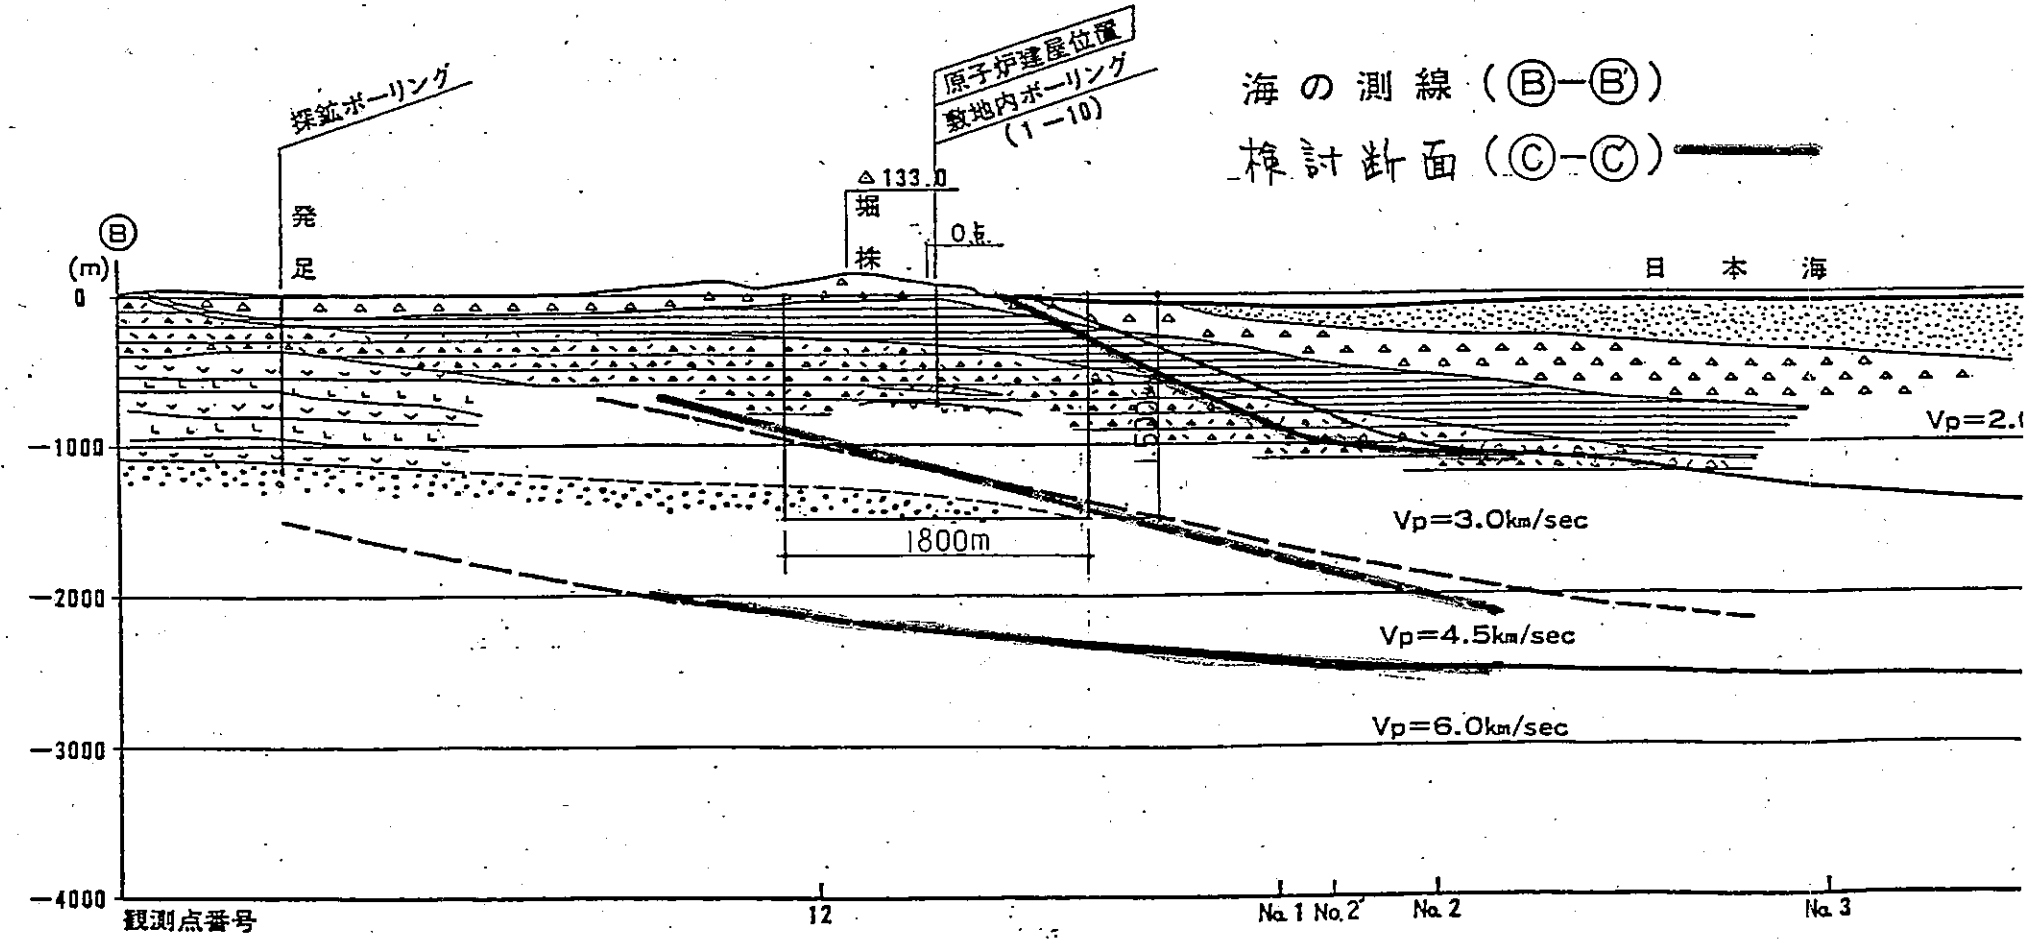 探鉱ボーリング
原子炉建屋位置
敷地内ボーリング
(1-10)
海の測線(Ⓑ-Ⓑ')
検討断面(Ⓒ-Ⓒ')
△133.0
堀株
0点
発足
Ⓑ
(m)
日本海
0
-1000
-2000
-3000
-4000
1500m
1800m
Vp=2.0
Vp=3.0km/sec
Vp=4.5km/sec
Vp=6.0km/sec
観測点番号
12
No.1
No.2'
No.2
No.3